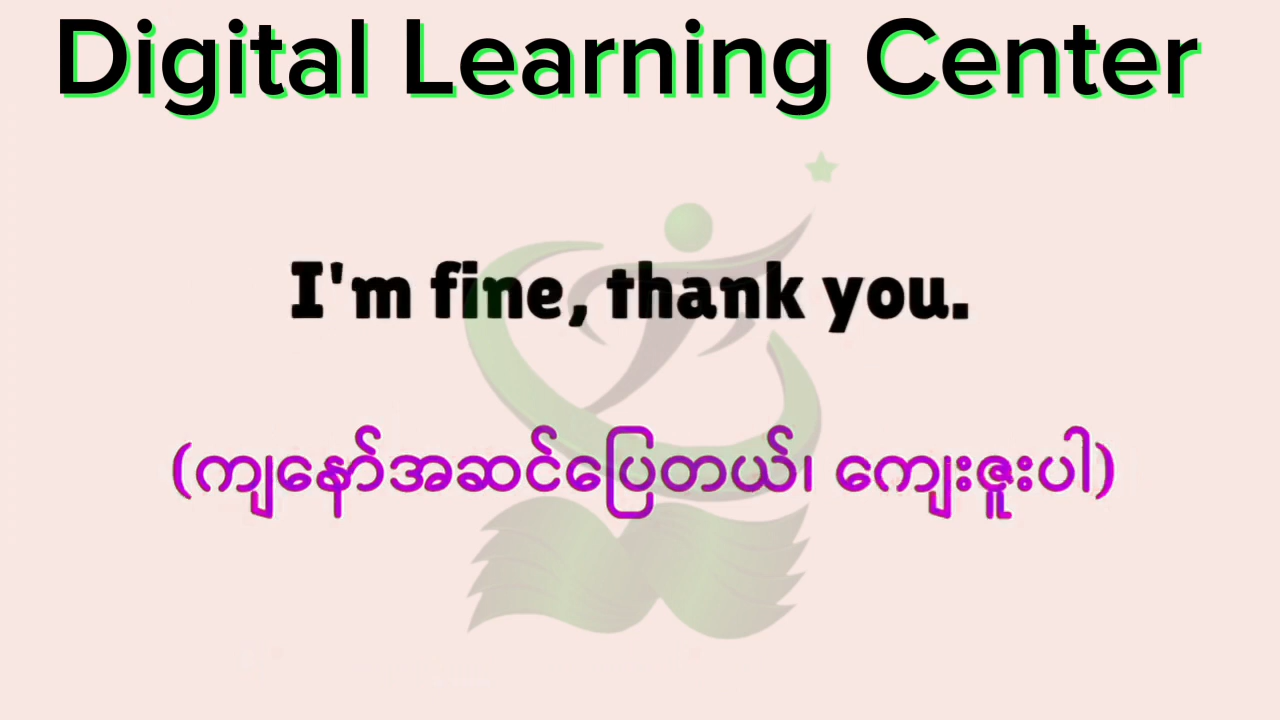 Digital Learning Center
I'm fine, thank you.
(ကျနော်အဆင်ပြေတယ်၊ ကျေးဇူးပါ)